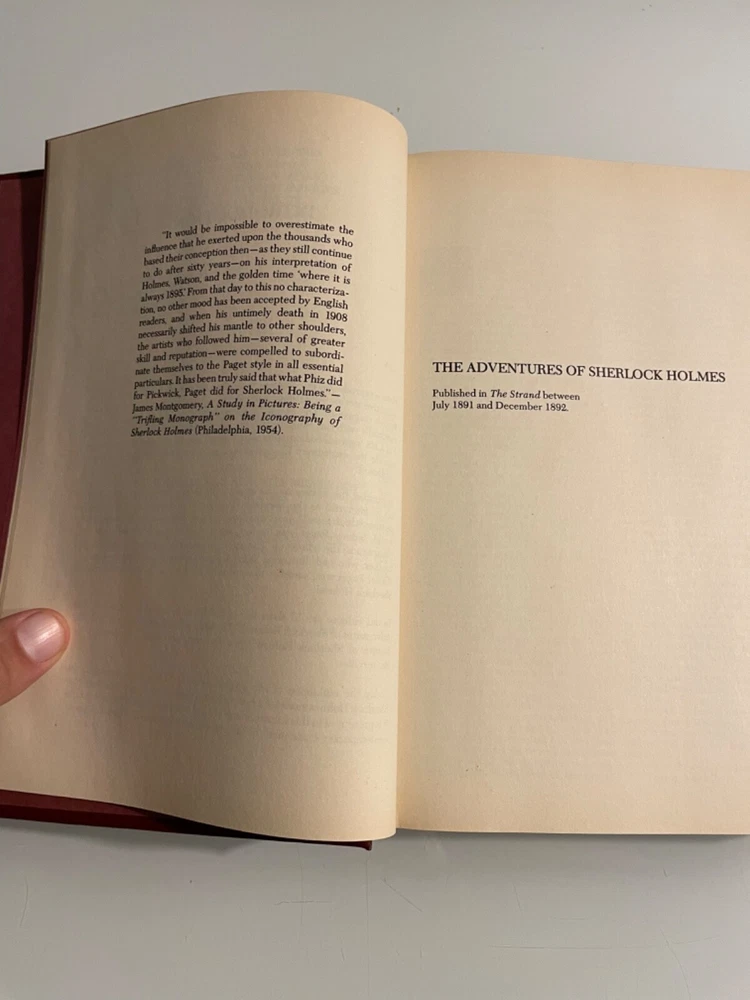 "It would be impossible to overestimate the
influence that he exerted upon the thousands who
based their conception then—as they still continue
to do after sixty years—on his interpretation of
Holmes, Watson, and the golden time 'where it is
always 1895.' From that day to this no characteriza-
tion, no other mood has been accepted by English
readers, and when his untimely death in 1908
necessarily shifted his mantle to other shoulders,
the artists who followed him—several of greater
skill and reputation—were compelled to subordi-
nate themselves to the Paget style in all essential
particulars. It has been truly said that what Phiz did
for Pickwick, Paget did for Sherlock Holmes."—
James Montgomery, A Study in Pictures: Being a
"Trifling Monograph" on the Iconography of
Sherlock Holmes (Philadelphia, 1954).
THE ADVENTURES OF SHERLOCK HOLMES
Published in The Strand between
July 1891 and December 1892.